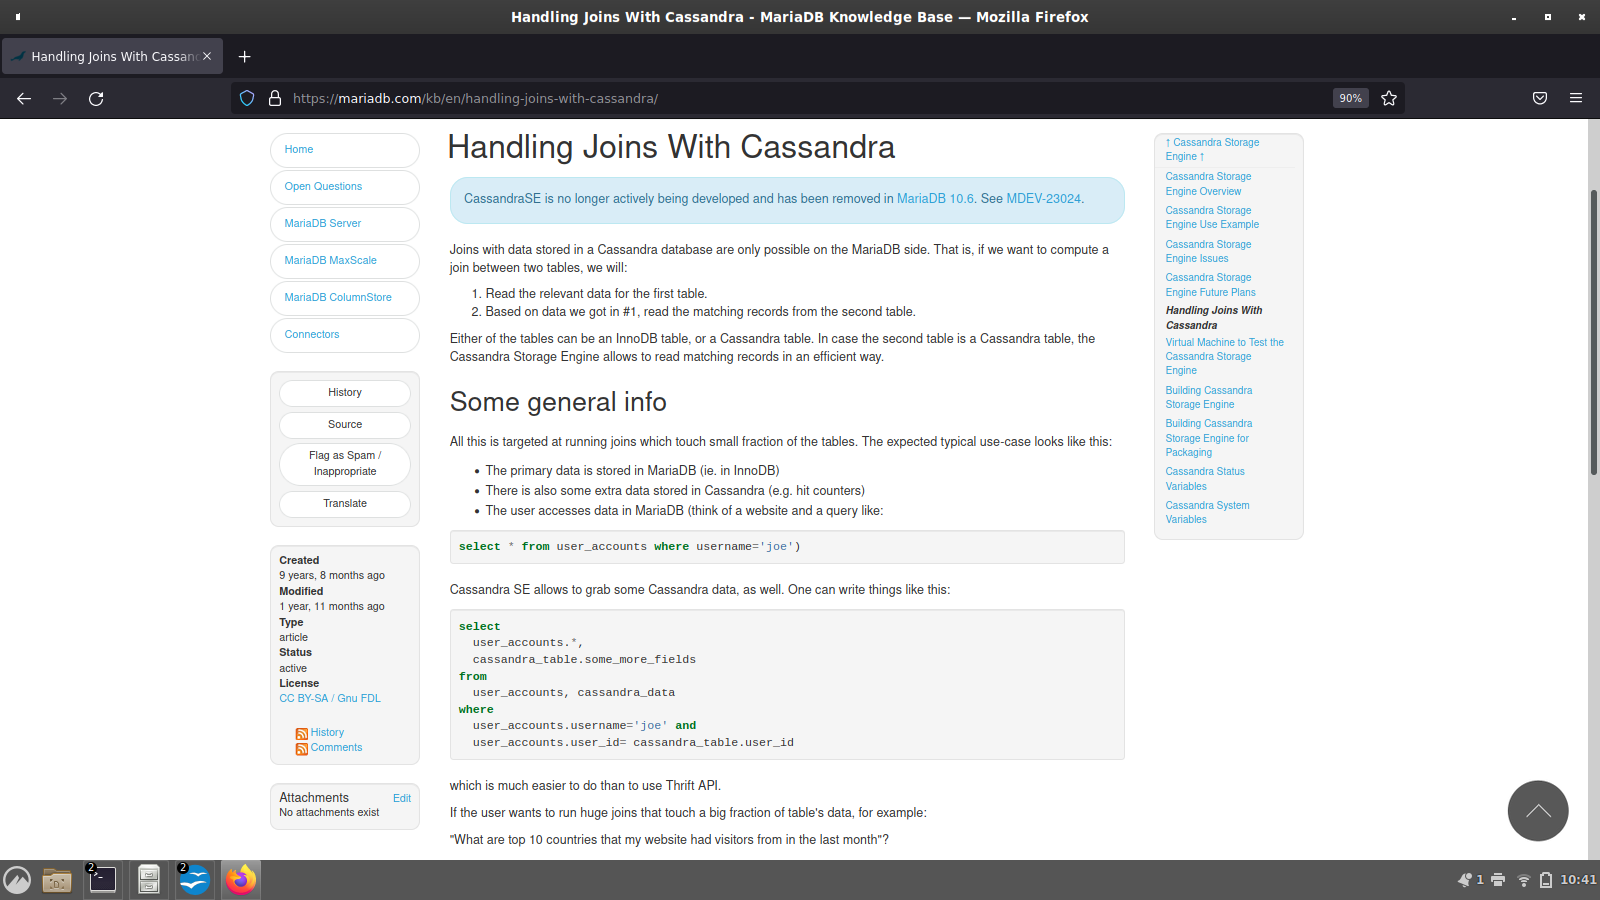 Handling Joins With Cassandra - MariaDB Knowledge Base — Mozilla Firefox
Handling Joins With Cassan
https://mariadb.com/kb/en/handling-joins-with-cassandra/
90%
Home
Open Questions
MariaDB Server
MariaDB MaxScale
MariaDB ColumnStore
Connectors
History
Source
Flag as Spam /
Inappropriate
Translate
Created
9 years, 8 months ago
Modified
1 year, 11 months ago
Type
article
Status
active
License
CC BY-SA / Gnu FDL
History
Comments
Attachments Edit
No attachments exist
Handling Joins With Cassandra
CassandraSE is no longer actively being developed and has been removed in MariaDB 10.6. See MDEV-23024.
Joins with data stored in a Cassandra database are only possible on the MariaDB side. That is, if we want to compute a
join between two tables, we will:
1. Read the relevant data for the first table.
2. Based on data we got in #1, read the matching records from the second table.
Either of the tables can be an InnoDB table, or a Cassandra table. In case the second table is a Cassandra table, the
Cassandra Storage Engine allows to read matching records in an efficient way.
Some general info
All this is targeted at running joins which touch small fraction of the tables. The expected typical use-case looks like this:
• The primary data is stored in MariaDB (ie. in InnoDB)
• There is also some extra data stored in Cassandra (e.g. hit counters)
• The user accesses data in MariaDB (think of a website and a query like:
select * from user_accounts where username='joe')
Cassandra SE allows to grab some Cassandra data, as well. One can write things like this:
select
user_accounts.*,
cassandra_table.some_more_fields
from
user_accounts, cassandra_data
where
user_accounts.username='joe' and
user_accounts.user_id= cassandra_table.user_id
which is much easier to do than to use Thrift API.
If the user wants to run huge joins that touch a big fraction of table's data, for example:
"What are top 10 countries that my website had visitors from in the last month"?
↑ Cassandra Storage
Engine ↑
Cassandra Storage
Engine Overview
Cassandra Storage
Engine Use Example
Cassandra Storage
Engine Issues
Cassandra Storage
Engine Future Plans
Handling Joins With
Cassandra
Virtual Machine to Test the
Cassandra Storage
Engine
Building Cassandra
Storage Engine
Building Cassandra
Storage Engine for
Packaging
Cassandra Status
Variables
Cassandra System
Variables
2
2
1
10:41